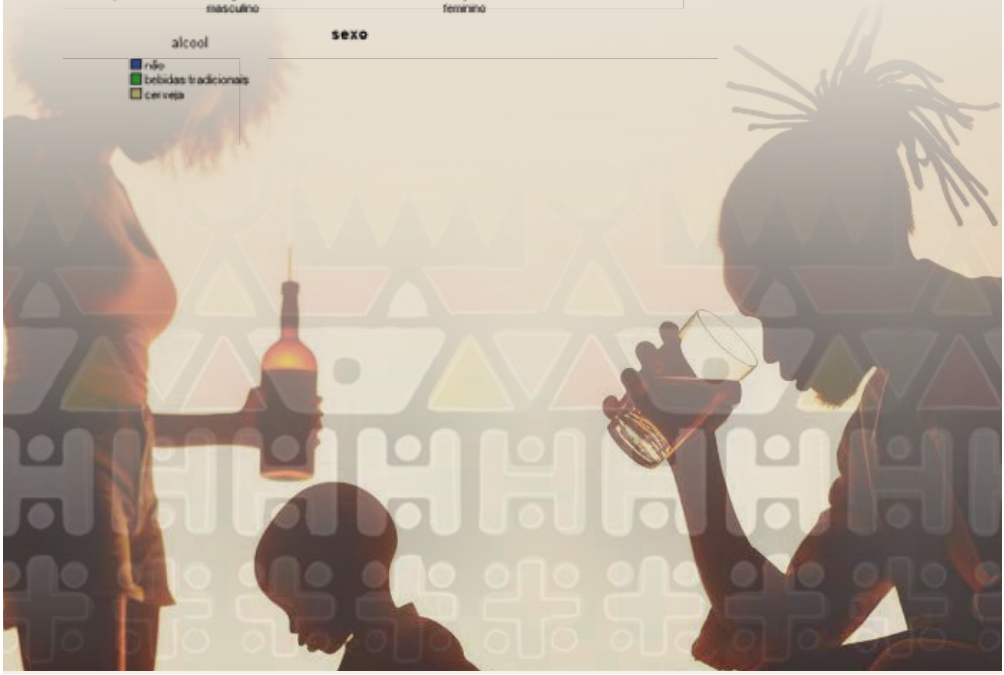 masculino feminino
sexo
alcool
não
bebidas tradicionais
cerveja